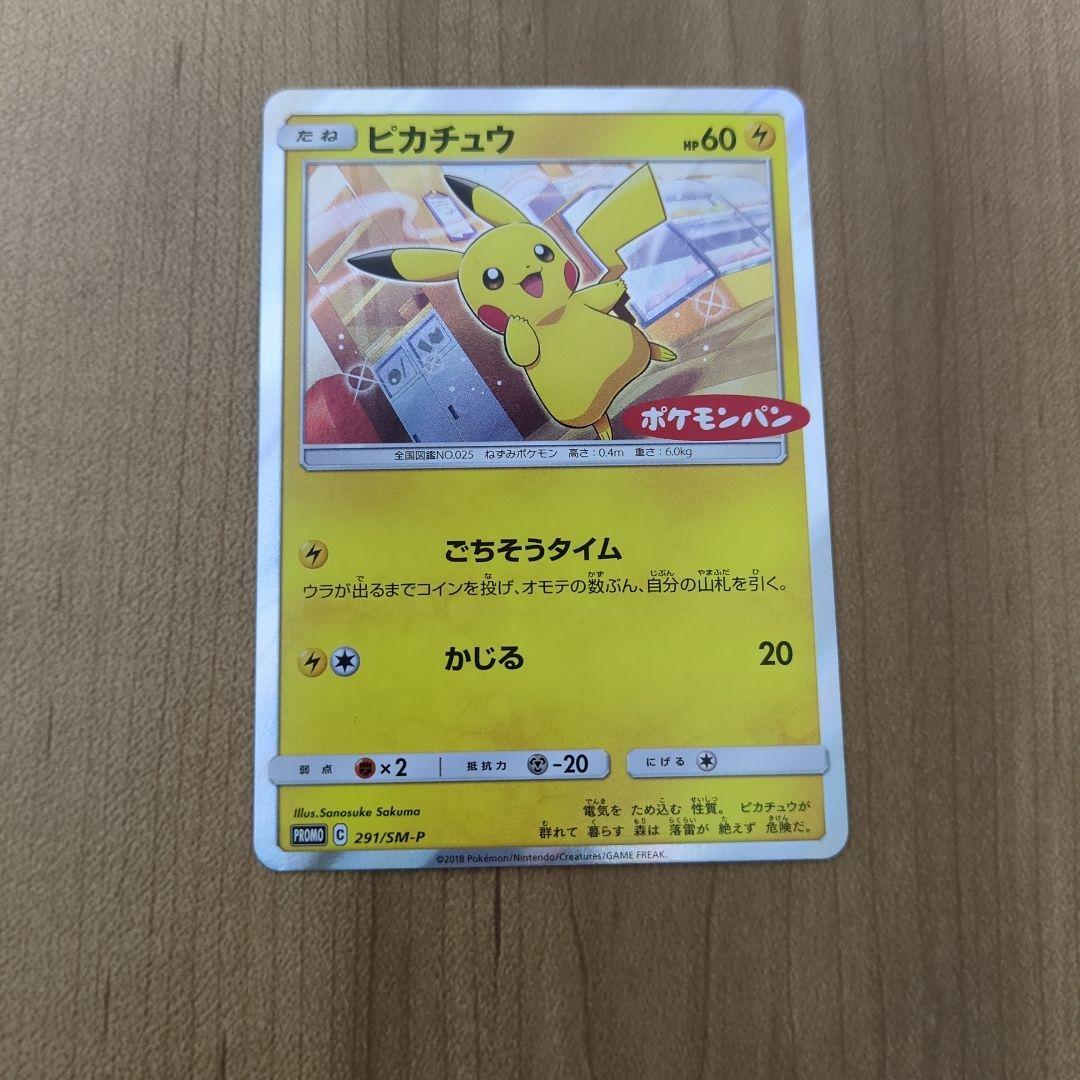 たね ピカチュウ HP60
ポケモンパン
全国図鑑NO.025 ねずみポケモン 高さ:0.4m 重さ:6.0kg
ごちそうタイム
ウラが出るまでコインを投げ、オモテの数ぶん、自分の山札を引く。
かじる 20
弱点 ×2 抵抗力 -20 にげる
Illus.Sanosuke Sakuma
電気を ため込む 性質。 ピカチュウが
群れて 暮らす 森は 落雷が 絶えず 危険だ。
PROMO C 291/SM-P
©2018 Pokémon/Nintendo/Creatures/GAME FREAK.